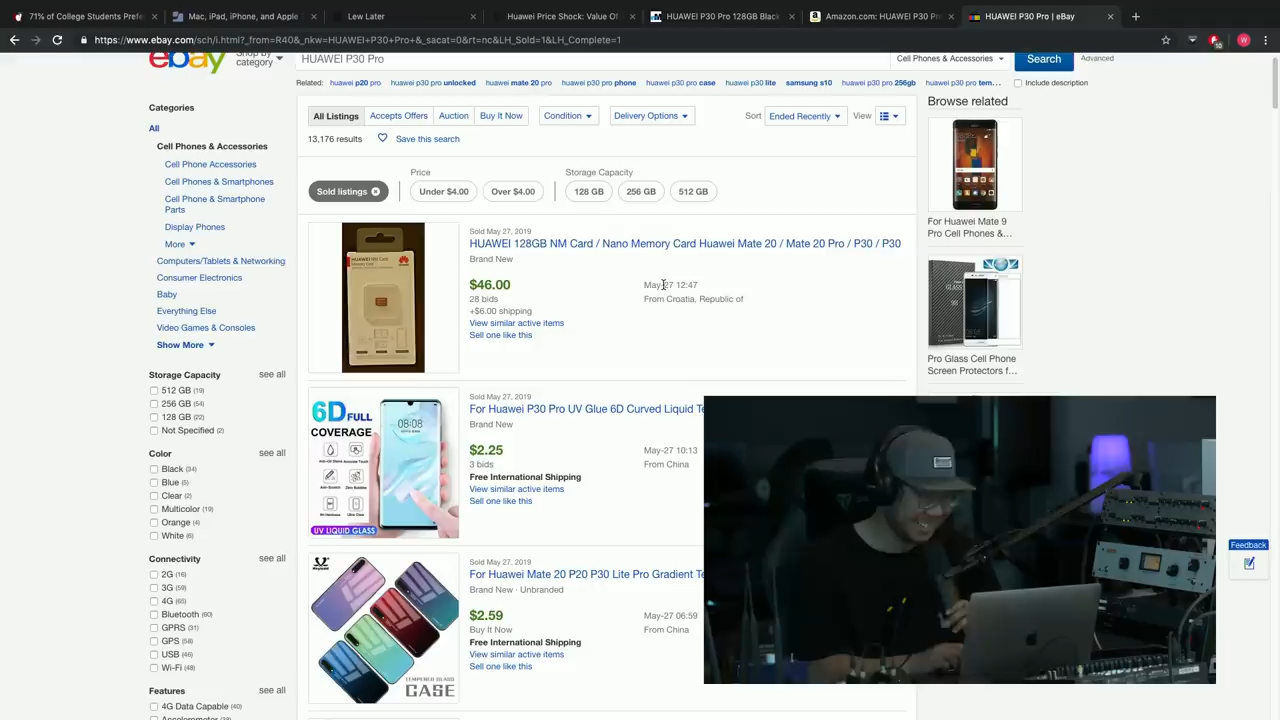 71% of College Students Prefe
Mac, iPad, iPhone, and Apple
Lew Later
Huawei Price Shock: Value Of
HUAWEI P30 Pro 128GB Black
Amazon.com: HUAWEI P30 Pro
HUAWEI P30 Pro | eBay
https://www.ebay.com/sch/i.html?_from=R40&_nkw=HUAWEI+P30+Pro+&_sacat=0&rt=nc&LH_Sold=1&LH_Complete=1
ebay
Shop by
category
HUAWEI P30 Pro
Cell Phones & Accessories
Search
Advanced
Related:
huawei p20 pro
huawei p30 pro unlocked
huawei mate 20 pro
huawei p30 pro phone
huawei p30 pro case
huawei p30 lite
samsung s10
huawei p30 pro 256gb
huawei p30 pro tem...
Include description
Categories
All
Cell Phones & Accessories
Cell Phone Accessories
Cell Phones & Smartphones
Cell Phone & Smartphone
Parts
Display Phones
More
Computers/Tablets & Networking
Consumer Electronics
Baby
Everything Else
Video Games & Consoles
Show More
Storage Capacity
see all
512 GB (19)
256 GB (54)
128 GB (22)
Not Specified (2)
Color
see all
Black (34)
Blue (5)
Clear (2)
Multicolor (19)
Orange (4)
White (6)
Connectivity
see all
2G (16)
3G (59)
4G (65)
Bluetooth (60)
GPRS (31)
GPS (58)
USB (46)
Wi-Fi (48)
Features
see all
4G Data Capable (40)
All Listings
Accepts Offers
Auction
Buy It Now
Condition
Delivery Options
Sort
Ended Recently
View
13,176 results
Save this search
Sold listings
Price
Under $4.00
Over $4.00
Storage Capacity
128 GB
256 GB
512 GB
Sold May 27, 2019
HUAWEI 128GB NM Card / Nano Memory Card Huawei Mate 20 / Mate 20 Pro / P30 / P30
Brand New
$46.00
28 bids
+$6.00 shipping
View similar active items
Sell one like this
May-27 12:47
From Croatia, Republic of
6D FULL
COVERAGE
08:08
UV LIQUID GLASS
Sold May 27, 2019
For Huawei P30 Pro UV Glue 6D Curved Liquid Te
Brand New
$2.25
3 bids
Free International Shipping
View similar active items
Sell one like this
May-27 10:13
From China
TEMPERED GLASS
CASE
Sold May 27, 2019
For Huawei Mate 20 P20 P30 Lite Pro Gradient Te
Brand New · Unbranded
$2.59
Buy It Now
Free International Shipping
View similar active items
Sell one like this
May-27 06:59
From China
Browse related
For Huawei Mate 9
Pro Cell Phones &...
Pro Glass Cell Phone
Screen Protectors f...
Feedback